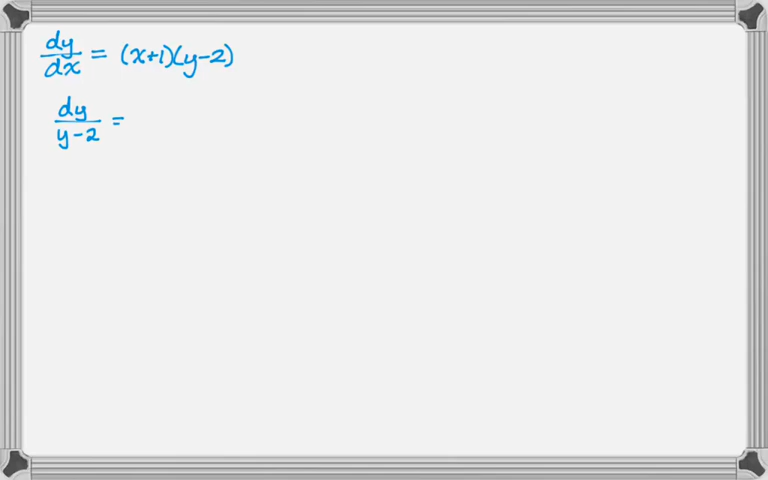 dy/dx = (x+1)(y-2)
dy/y-2 =